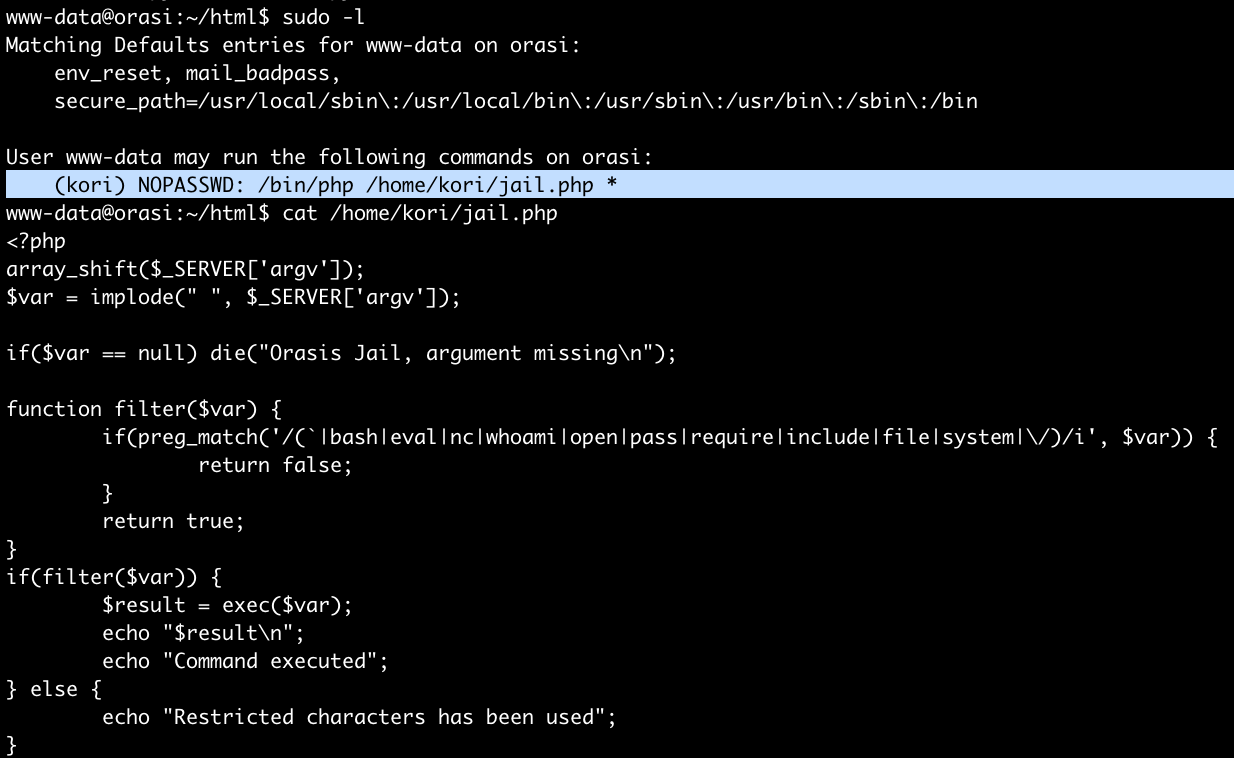 www-data@orasi:~/html$ sudo -l
Matching Defaults entries for www-data on orasi:
    env_reset, mail_badpass,
    secure_path=/usr/local/sbin\:/usr/local/bin\:/usr/sbin\:/usr/bin\:/sbin\:/bin

User www-data may run the following commands on orasi:
    (kori) NOPASSWD: /bin/php /home/kori/jail.php *
www-data@orasi:~/html$ cat /home/kori/jail.php
<?php
array_shift($_SERVER['argv']);
$var = implode(" ", $_SERVER['argv']);

if($var == null) die("Orasis Jail, argument missing\n");

function filter($var) {
        if(preg_match('/(`|bash|eval|nc|whoami|open|pass|require|include|file|system|\/)/i', $var)) {
                return false;
        }
        return true;
}
if(filter($var)) {
        $result = exec($var);
        echo "$result\n";
        echo "Command executed";
} else {
        echo "Restricted characters has been used";
}